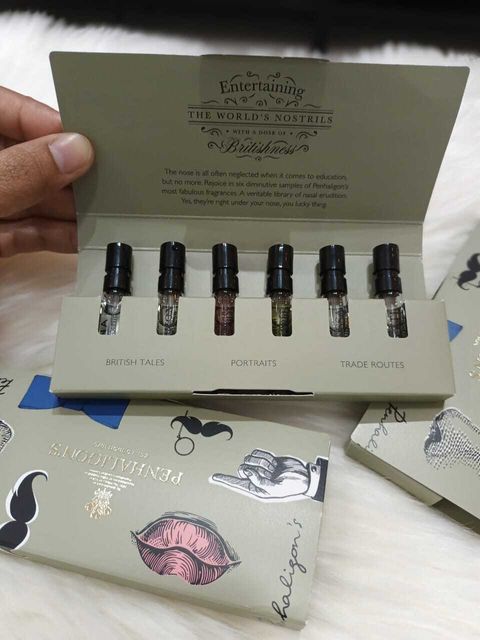 Entertaining
THE WORLD'S NOSTRILS
• WITH A DOSE OF •
Britishness
The nose is all often neglected when it comes to education,
but no more. Rejoice in six diminutive samples of Penhaligon's
most fabulous fragrances. A veritable library of nasal erudition.
Yes, they're right under your nose, you lucky thing.
BRITISH TALES
PORTRAITS
TRADE ROUTES
PENHALIGON'S
haligon's
Penhali